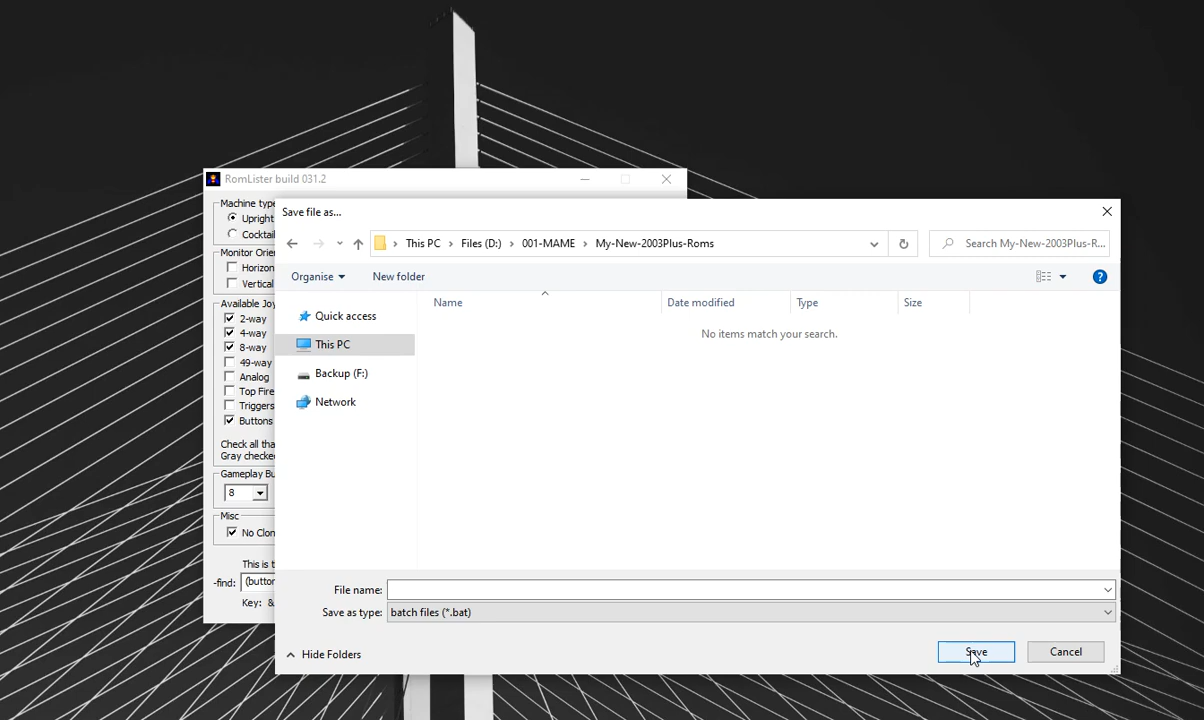 RomLister build 031.2
Machine type
Upright
Cocktail
Monitor Orie
Horizon
Vertical
Available Joy
2-way
4-way
8-way
49-way
Analog
Top Fire
Triggers
Buttons
Check all tha
Gray checked
Gameplay Bu
8
Misc
No Clon
This is t
-find: (button
Key: &
Save file as...
This PC > Files (D:) > 001-MAME > My-New-2003Plus-Roms
Search My-New-2003Plus-R...
Organise
New folder
Quick access
This PC
Backup (F:)
Network
Name Date modified Type Size
No items match your search.
File name:
Save as type: batch files (*.bat)
Hide Folders
Save
Cancel